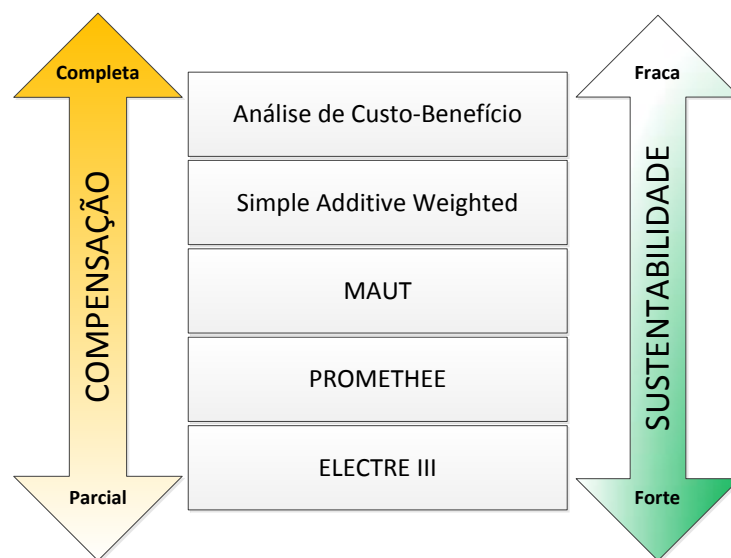 Completa
Fraca
Análise de Custo-Benefício
Simple Additive Weighted
COMPENSAÇÃO
MAUT
SUSTENTABILIDADE
PROMETHEE
ELECTRE III
Parcial
Forte